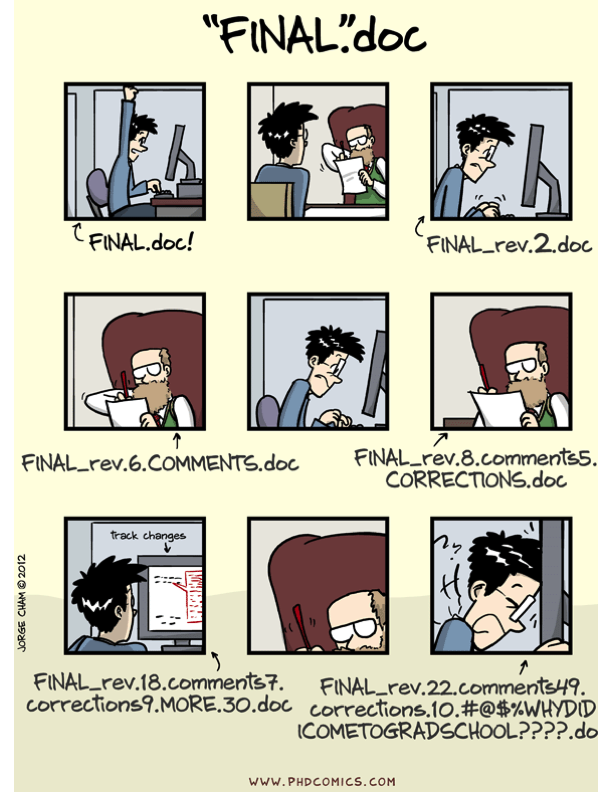 "FINAL".doc
FINAL.doc!
FINAL_rev.2.doc
FINAL_rev.6.COMMENTS.doc
FINAL_rev.8.comments5.
CORRECTIONS.doc
track changes
FINAL_rev.18.comments7.
corrections9.MORE.30.doc
FINAL_rev.22.comments49.
corrections.10.#@$%WHYDID
ICOMETOGRADSCHOOL????.do
JORGE CHAM © 2012
WWW.PHDCOMICS.COM